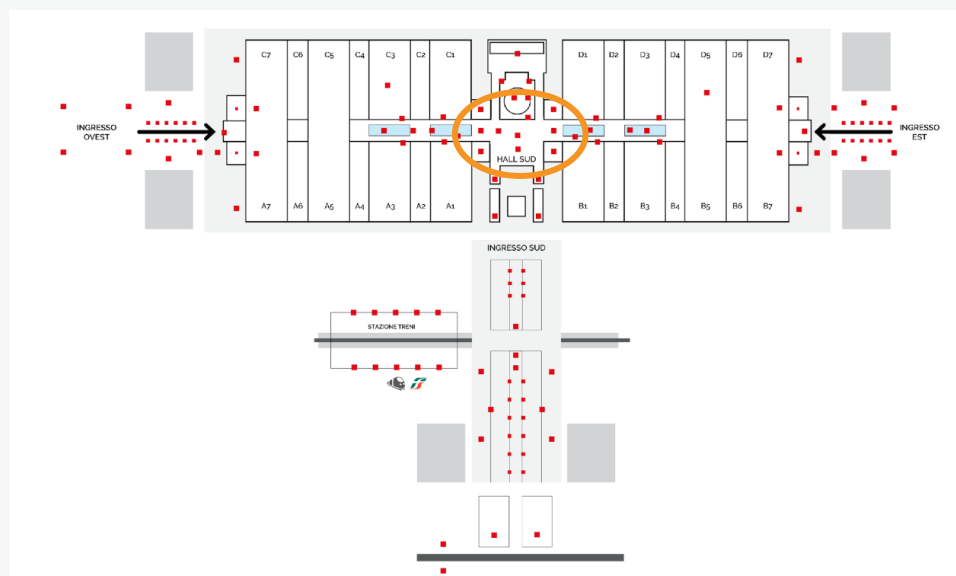 C7 C6 C5 C4 C3 C2 C1 D1 D2 D3 D4 D5 D6 D7
INGRESSO
OVEST
INGRESSO
EST
HALL SUD
A7 A6 A5 A4 A3 A2 A1 B1 B2 B3 B4 B5 B6 B7
INGRESSO SUD
STAZIONE TRENI